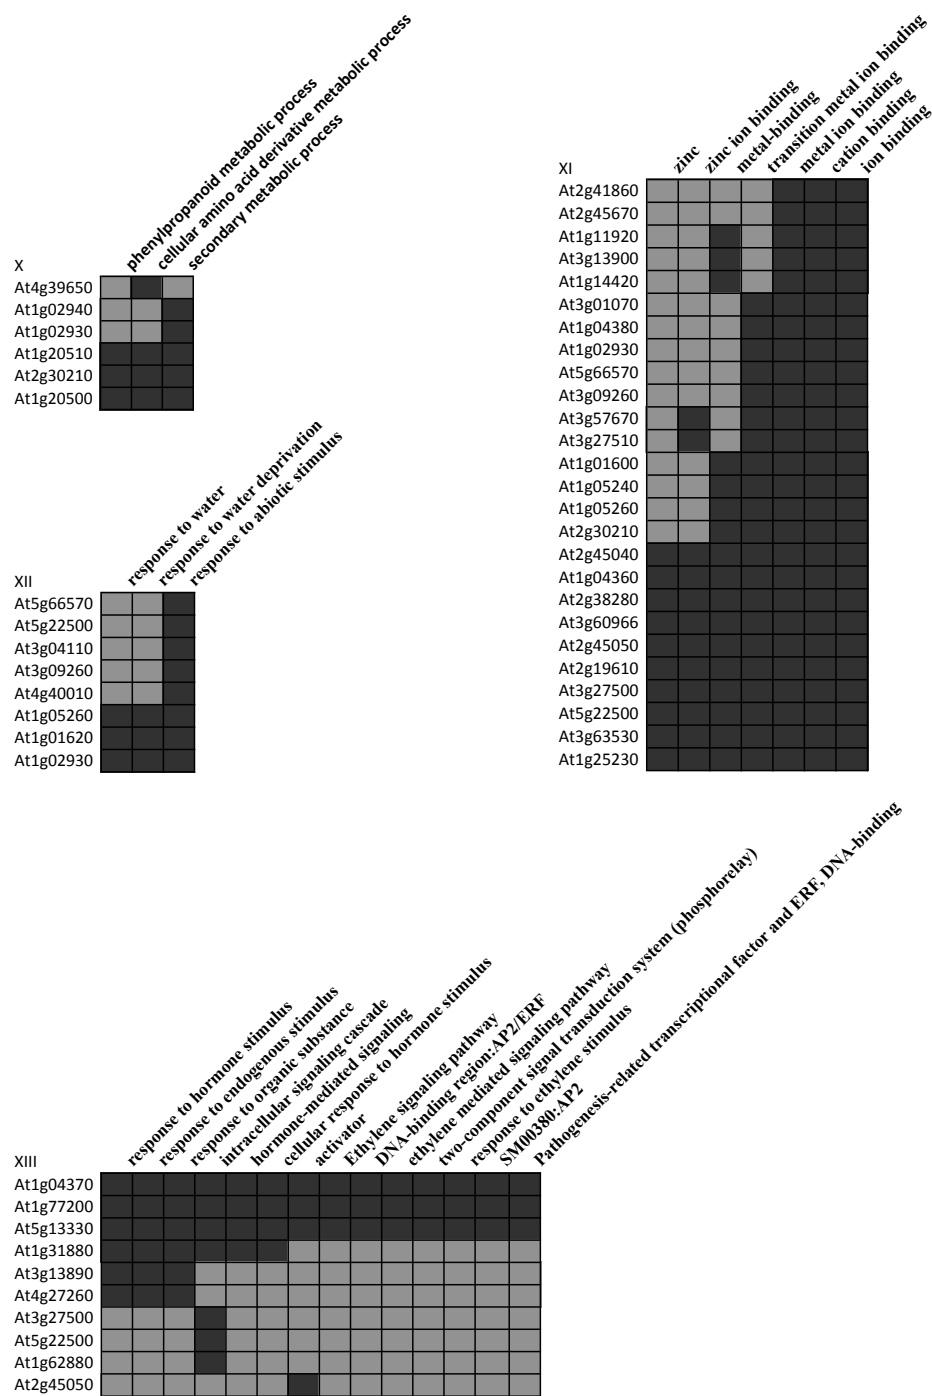 X
phenylpropanoid metabolic process
cellular amino acid derivative metabolic process
secondary metabolic process
At4g39650
At1g02940
At1g02930
At1g20510
At2g30210
At1g20500
XI
zinc
zinc ion binding
metal-binding
transition metal ion binding
metal ion binding
cation binding
ion binding
At2g41860
At2g45670
At1g11920
At3g13900
At1g14420
At3g01070
At1g04380
At1g02930
At5g66570
At3g09260
At3g57670
At3g27510
At1g01600
At1g05240
At1g05260
At2g30210
At2g45040
At1g04360
At2g38280
At3g60966
At2g45050
At2g19610
At3g27500
At5g22500
At3g63530
At1g25230
XII
response to water
response to water deprivation
response to abiotic stimulus
At5g66570
At5g22500
At3g04110
At3g09260
At4g40010
At1g05260
At1g01620
At1g02930
XIII
response to hormone stimulus
response to endogenous stimulus
response to organic substance
intracellular signaling cascade
hormone-mediated signaling
cellular response to hormone stimulus
activator
Ethylene signaling pathway
DNA-binding region:AP2/ERF
ethylene mediated signaling pathway
two-component signal transduction system (phosphorelay)
response to ethylene stimulus
SM00380:AP2
Pathogenesis-related transcriptional factor and ERF, DNA-binding
At1g04370
At1g77200
At5g13330
At1g31880
At3g13890
At4g27260
At3g27500
At5g22500
At1g62880
At2g45050